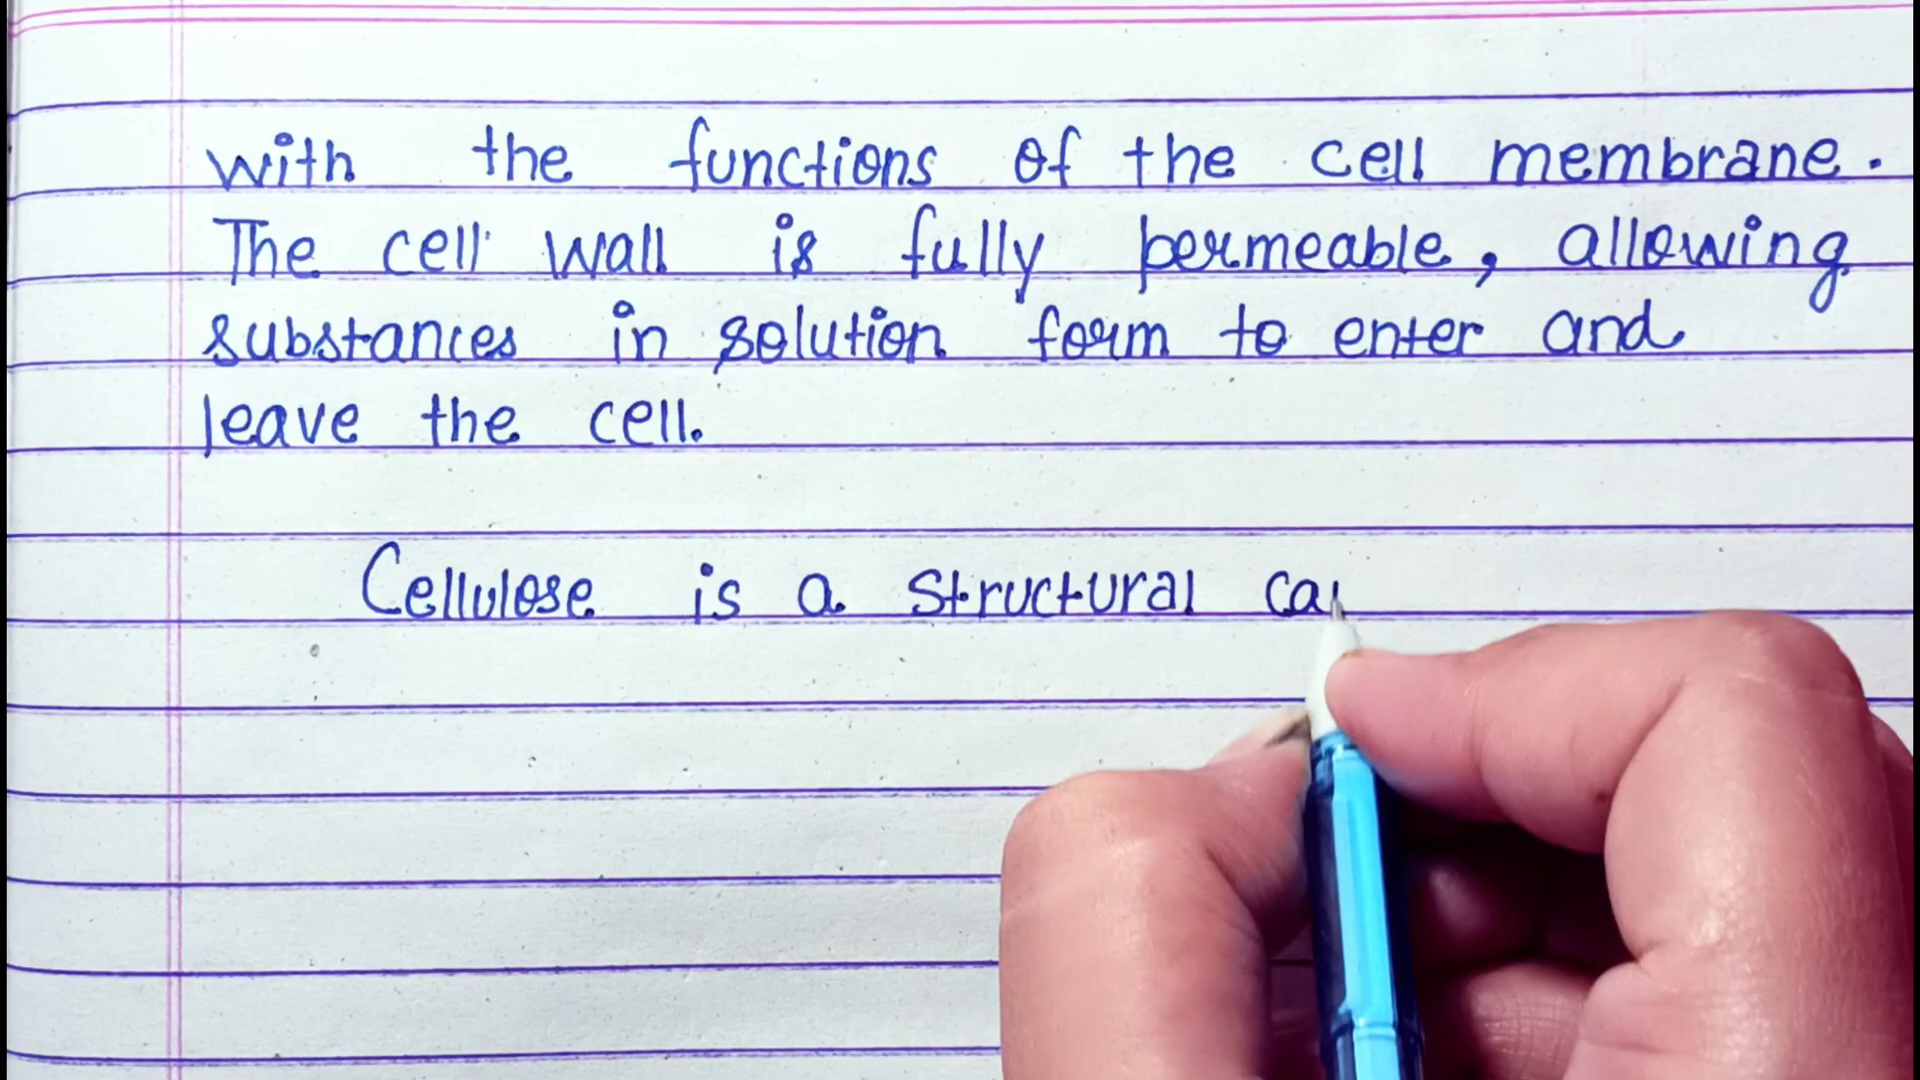 with the functions of the cell membrane.
The cell wall is fully permeable, allowing
substances in solution form to enter and
leave the cell.
Cellulose is a structural ca